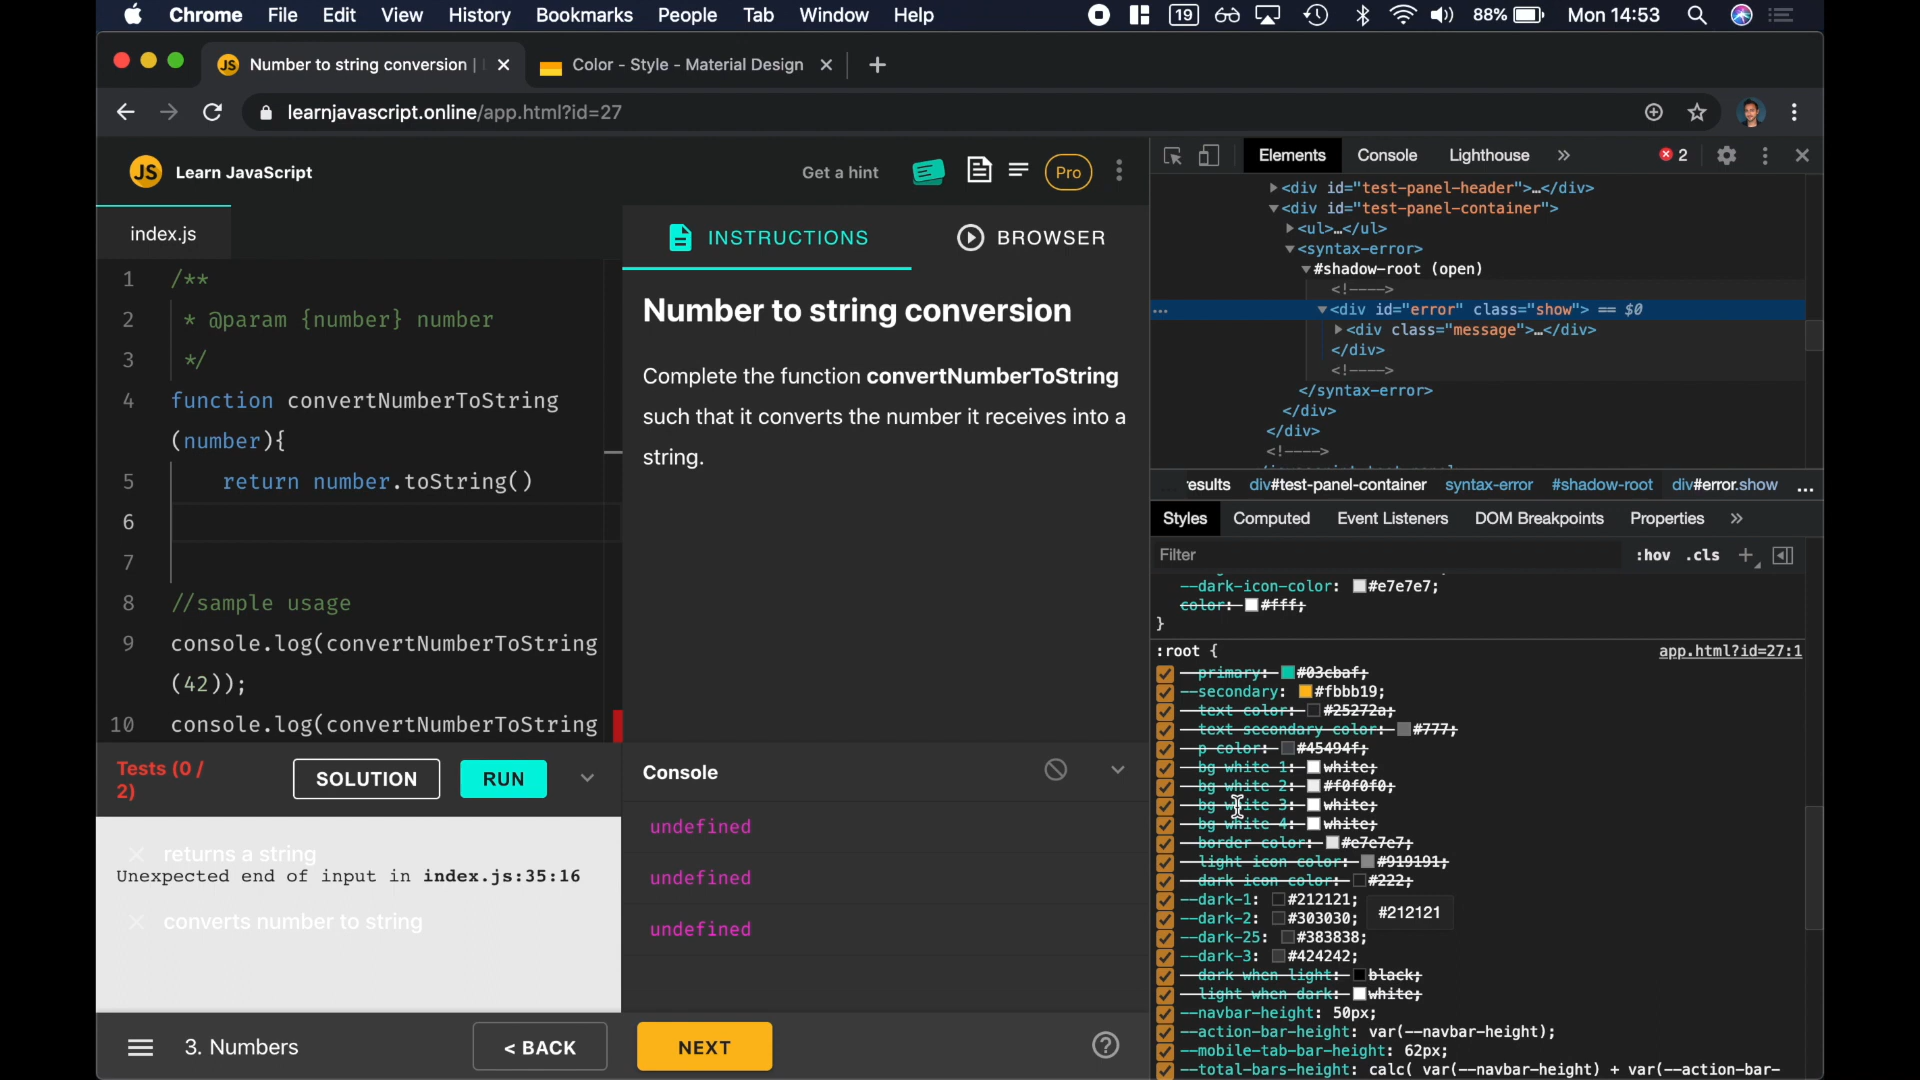 Chrome File Edit View History Bookmarks People Tab Window Help 19 88% Mon 14:53
Number to string conversion |
Color - Style - Material Design
learnjavascript.online/app.html?id=27
JS Learn JavaScript
Get a hint
Pro
index.js
INSTRUCTIONS
BROWSER
1 /**
2 * @param {number} number
3 */
4 function convertNumberToString
(number){
5 return number.toString()
6
7
8 //sample usage
9 console.log(convertNumberToString
(42));
10 console.log(convertNumberToString
Number to string conversion
Complete the function convertNumberToString
such that it converts the number it receives into a
string.
Tests (0 /
2)
SOLUTION
RUN
returns a string
Unexpected end of input in index.js:35:16
converts number to string
Console
undefined
undefined
undefined
3. Numbers
< BACK
NEXT
Elements Console Lighthouse » 2
<div id="test-panel-header">…</div>
<div id="test-panel-container">
<ul>…</ul>
<syntax-error>
#shadow-root (open)
<!---->
<div id="error" class="show"> == $0
<div class="message">…</div>
</div>
<!---->
</syntax-error>
</div>
</div>
<!---->
esults div#test-panel-container syntax-error #shadow-root div#error.show ...
Styles Computed Event Listeners DOM Breakpoints Properties »
Filter
:hov .cls +
--dark-icon-color: #e7e7e7;
color: #fff;
}
:root {
app.html?id=27:1
--primary: #03cbaf;
--secondary: #fbbb19;
--text-color: #25272a;
--text-secondary-color: #777;
--p-color: #45494f;
--bg-white-1: white;
--bg-white-2: #f0f0f0;
--bg-white-3: white;
--bg-white-4: white;
--border-color: #e7e7e7;
--light-icon-color: #919191;
--dark-icon-color: #222;
--dark-1: #212121;
#212121
--dark-2: #303030;
--dark-25: #383838;
--dark-3: #424242;
--dark-when-light: black;
--light-when-dark: white;
--navbar-height: 50px;
--action-bar-height: var(--navbar-height);
--mobile-tab-bar-height: 62px;
--total-bars-height: calc( var(--navbar-height) + var(--action-bar-